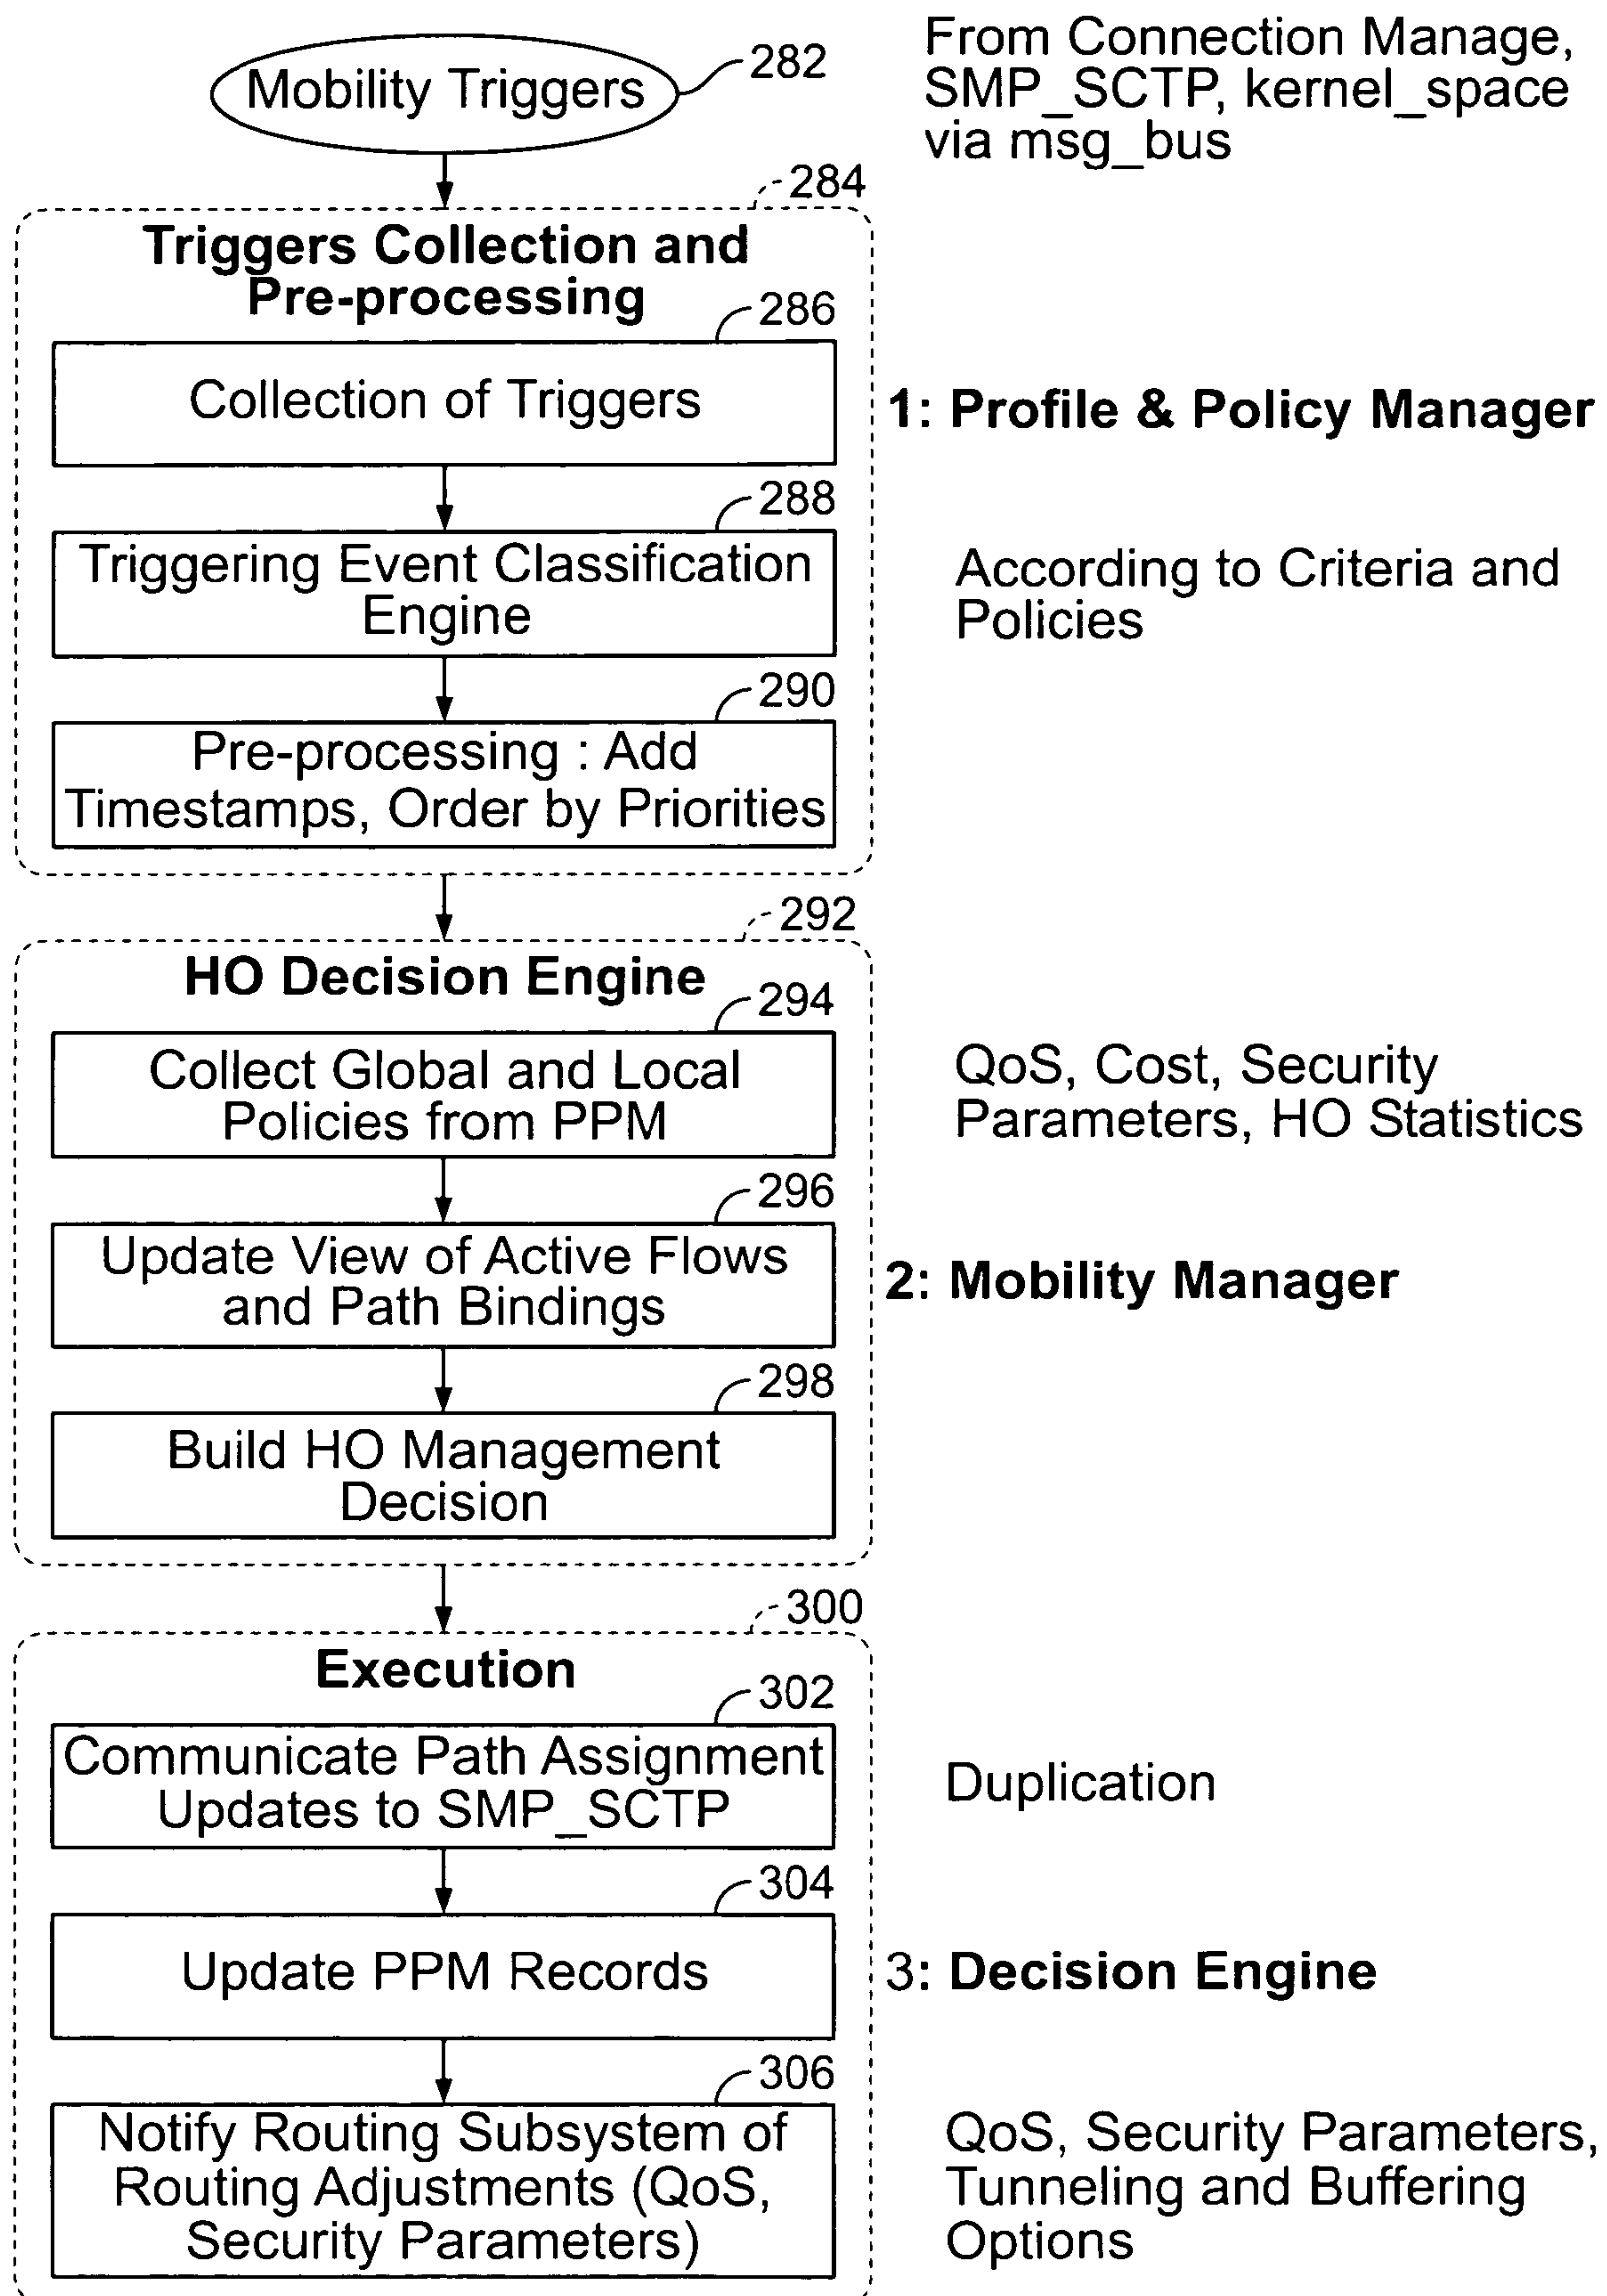 Mobility Triggers
282
From Connection Manage,
SMP_SCTP, kernel_space
via msg_bus
284
Triggers Collection and
Pre-processing
286
Collection of Triggers
1: Profile & Policy Manager
288
Triggering Event Classification
Engine
According to Criteria and
Policies
290
Pre-processing : Add
Timestamps, Order by Priorities
292
HO Decision Engine
294
Collect Global and Local
Policies from PPM
QoS, Cost, Security
Parameters, HO Statistics
296
Update View of Active Flows
and Path Bindings
2: Mobility Manager
298
Build HO Management
Decision
300
Execution
302
Communicate Path Assignment
Updates to SMP_SCTP
Duplication
304
Update PPM Records
3: Decision Engine
306
Notify Routing Subsystem of
Routing Adjustments (QoS,
Security Parameters)
QoS, Security Parameters,
Tunneling and Buffering
Options